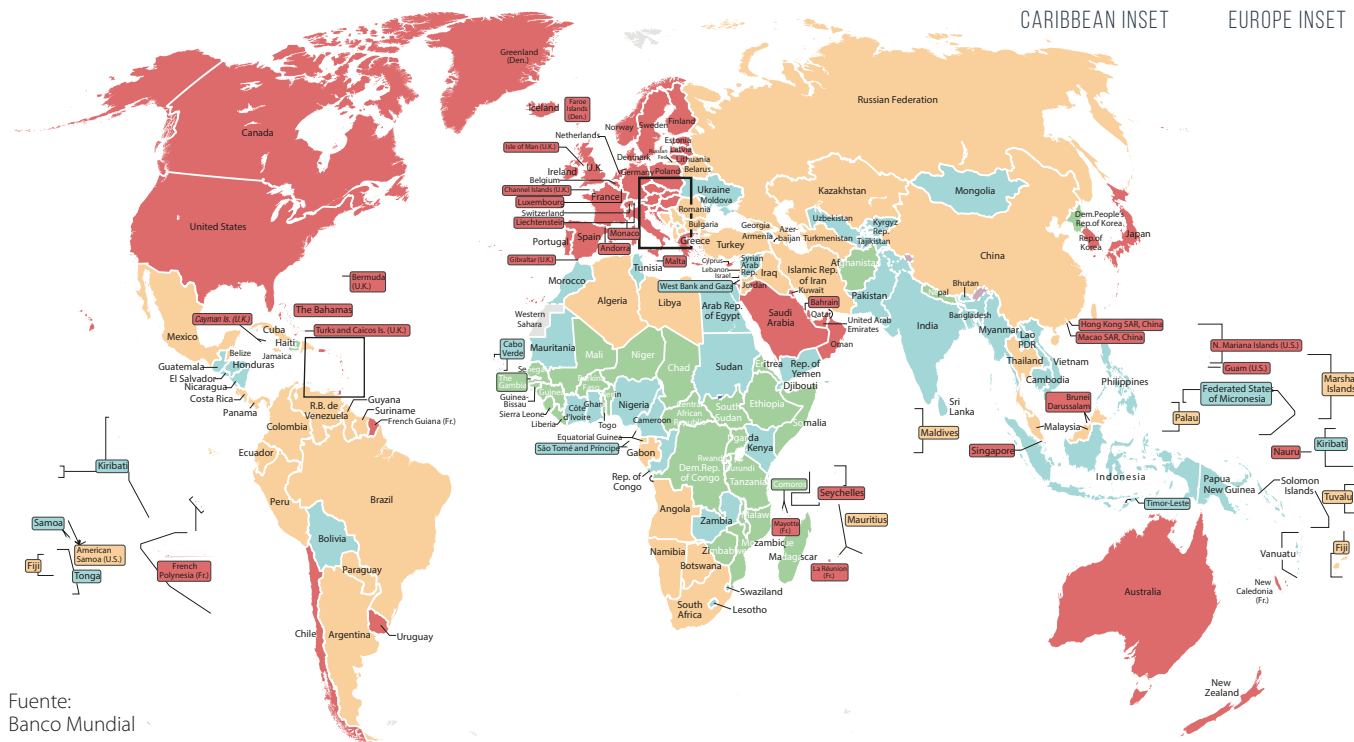 CARIBBEAN INSET
EUROPE INSET
Greenland
(Den.)
Iceland
Faroe
Islands
(Den.)
Norway
Sweden
Finland
Russian Federation
Canada
Netherlands
Estonia
Latvia
Isle of Man (U.K.)
Denmark
Russian
Fed.
Lithuania
Ireland
U.K.
Germany
Poland
Belarus
Belgium
Channel Islands (U.K.)
France
Ukraine
Moldova
Kazakhstan
Mongolia
Luxembourg
Switzerland
Liechtenstein
Romania
Bulgaria
Monaco
Andorra
United States
Portugal
Spain
Greece
Georgia
Armenia
Azer-
baijan
Turkey
Uzbekistan
Turkmenistan
Kyrgyz
Rep.
Tajikistan
Dem.People's
Rep.of Korea
Rep.of
Korea
Japan
China
Gibraltar (U.K.)
Malta
Tunisia
Cyprus
Lebanon
Israel
Syrian
Arab
Rep.
Iraq
Islamic Rep.
of Iran
Afghanistan
Morocco
West Bank and Gaza
Jordan
Kuwait
Bermuda
(U.K.)
Algeria
Libya
Arab Rep.
of Egypt
Bahrain
Qatar
Pakistan
Nepal
Bhutan
The Bahamas
Cayman Is. (U.K.)
Turks and Caicos Is. (U.K.)
Mexico
Cuba
Haiti
Jamaica
Western
Sahara
Saudi
Arabia
United Arab
Emirates
Oman
India
Bangladesh
Myanmar
Lao
PDR
Hong Kong SAR, China
Macao SAR, China
N. Mariana Islands (U.S.)
Guam (U.S.)
Belize
Honduras
Guatemala
El Salvador
Nicaragua
Costa Rica
Panama
Cabo
Verde
Mauritania
Mali
Niger
Chad
Sudan
Eritrea
Rep. of
Yemen
Djibouti
Thailand
Vietnam
Cambodia
Philippines
Federated States
of Micronesia
The
Gambia
Guinea-
Bissau
Guinea
Sierra Leone
Liberia
Côte
d'Ivoire
Togo
Nigeria
Cameroon
Central
African
Republic
South
Sudan
Ethiopia
Somalia
Sri
Lanka
Maldives
Brunei
Darussalam
Malaysia
Palau
Singapore
Nauru
Kiribati
R.B. de
Venezuela
Guyana
Suriname
French Guiana (Fr.)
Colombia
Ecuador
Equatorial Guinea
São Tomé and Príncipe
Gabon
Rep. of
Congo
Dem.Rep.
of Congo
Uganda
Kenya
Rwanda
Burundi
Tanzania
Comoros
Seychelles
Indonesia
Papua
New Guinea
Solomon
Islands
Timor-Leste
Kiribati
Peru
Brazil
Bolivia
Angola
Zambia
Mayotte
(Fr.)
Mauritius
Tuvalu
Samoa
American
Samoa (U.S.)
Fiji
Tonga
French
Polynesia (Fr.)
Paraguay
Namibia
Botswana
Zimbabwe
Mozambique
Madagascar
La Réunion
(Fr.)
Australia
Vanuatu
Fiji
New
Caledonia
(Fr.)
Swaziland
South
Africa
Lesotho
Chile
Argentina
Uruguay
New
Zealand
Fuente:
Banco Mundial